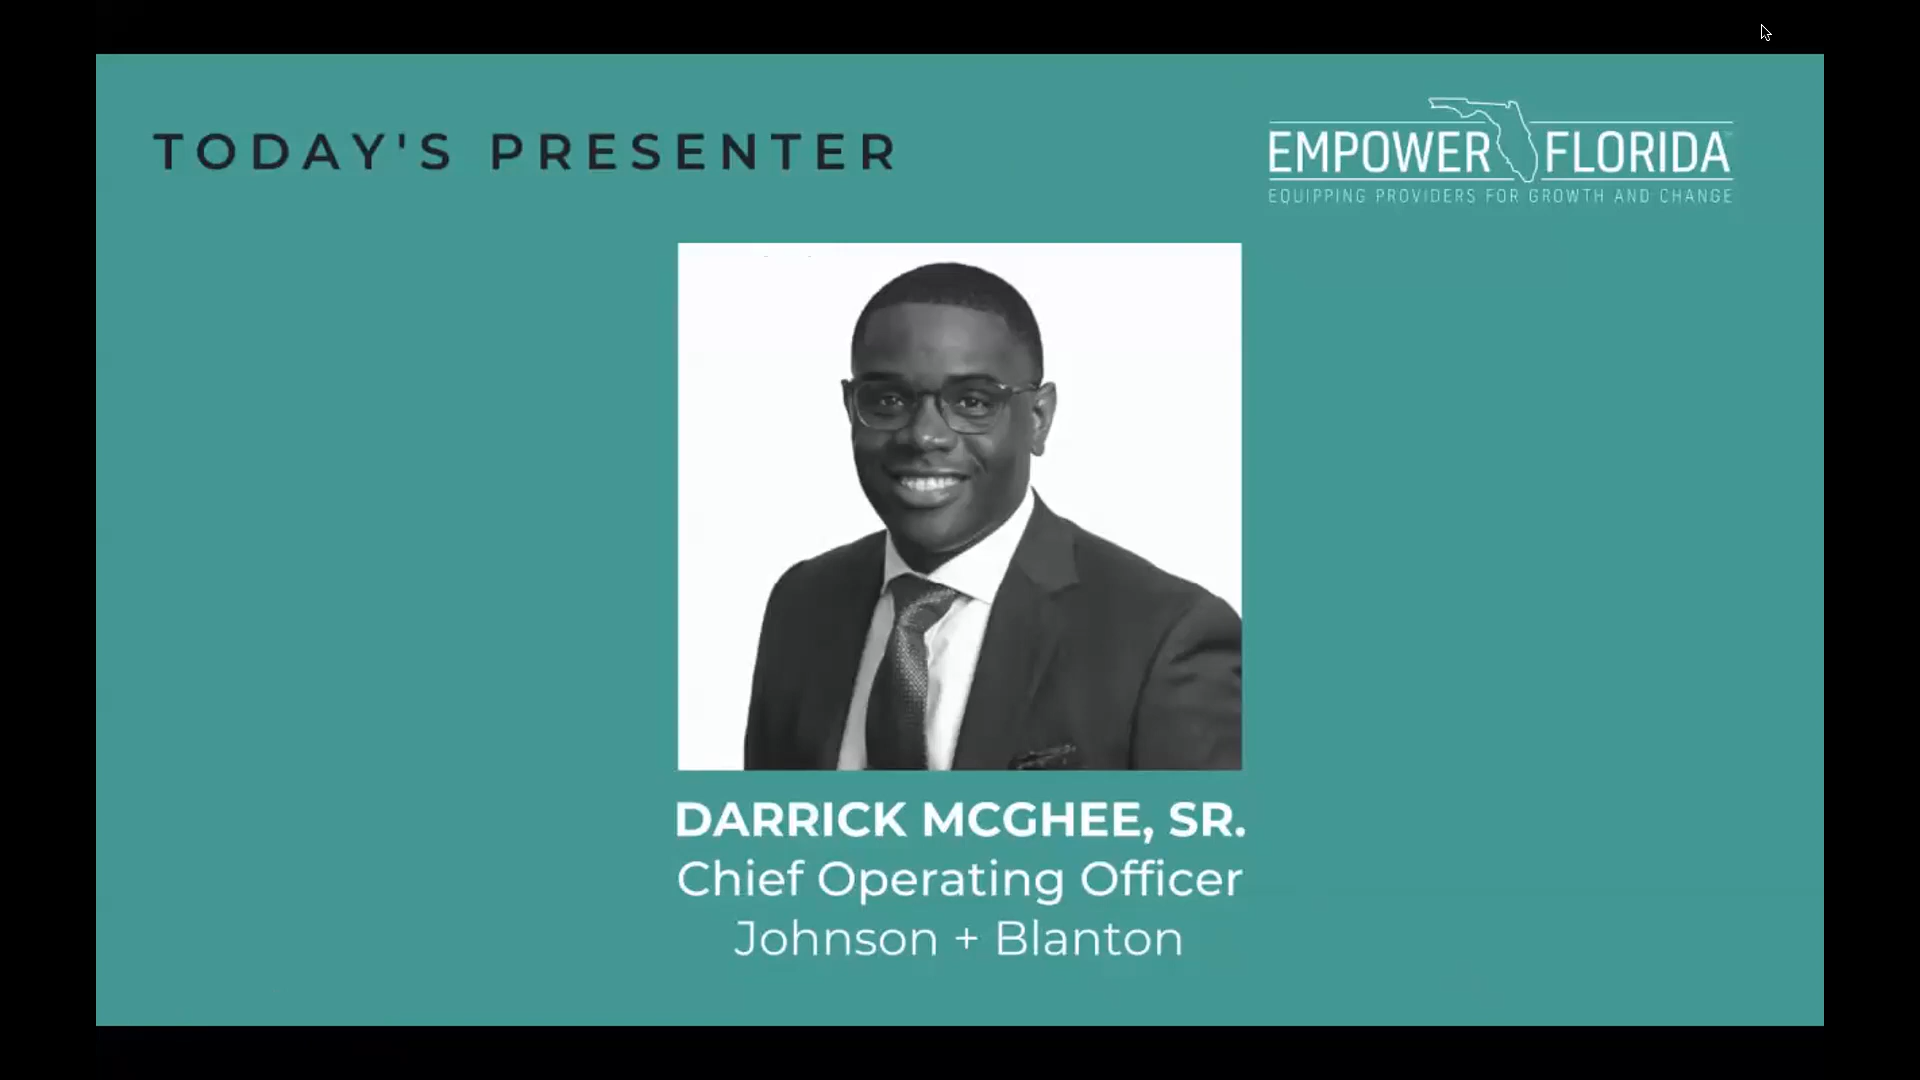 TODAY'S PRESENTER
EMPOWER FLORIDA
EQUIPPING PROVIDERS FOR GROWTH AND CHANGE
DARRICK MCGHEE, SR.
Chief Operating Officer
Johnson + Blanton